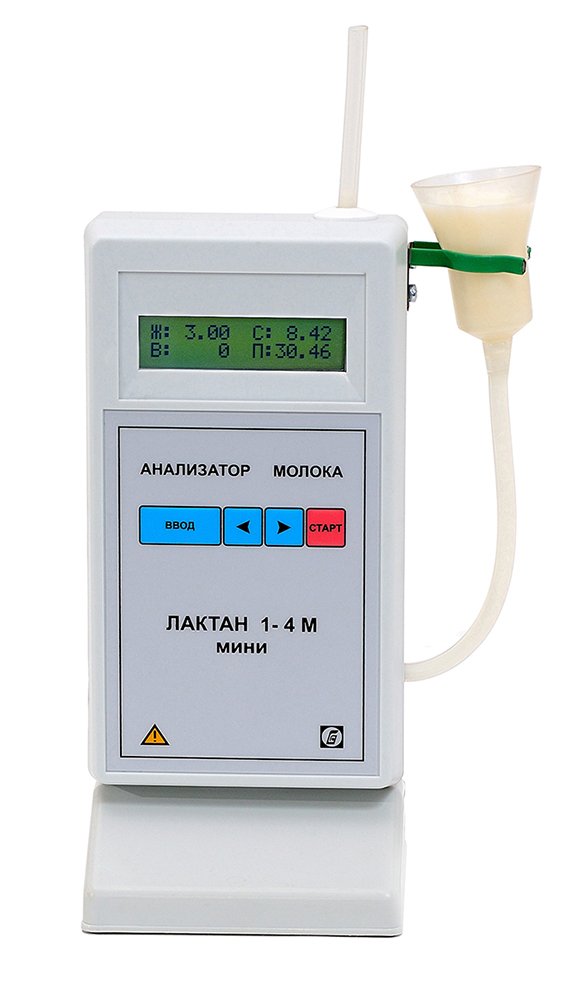 Ж: 3.00 С: 8.42
В: 0 П:30.46
АНАЛИЗАТОР МОЛОКА
ВВОД
СТАРТ
ЛАКТАН 1-4 М
МИНИ